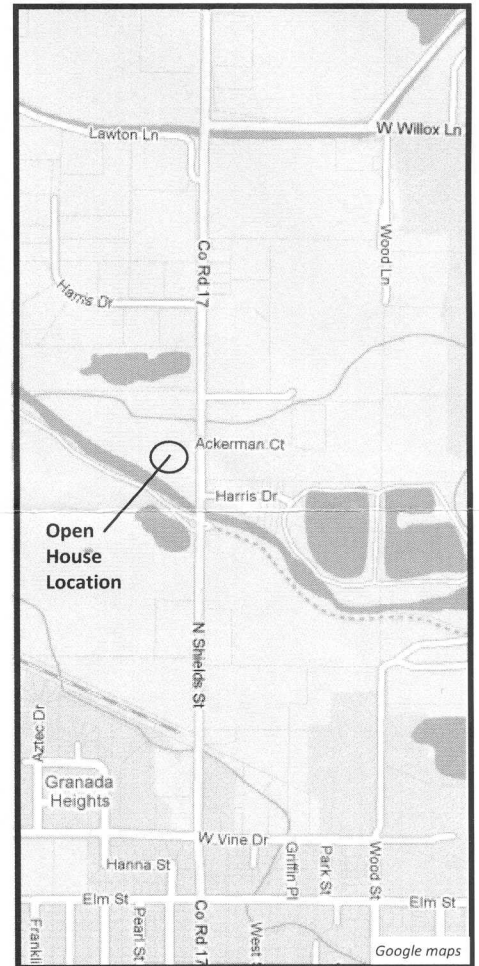 Lawton Ln
W Willox Ln
Co Rd 17
Wood Ln
Harris Dr
Ackerman Ct
Harris Dr
Open
House
Location
N Shields St
Aztec Dr
Granada
Heights
W Vine Dr
Hanna St
Griffin Pl
Park St
Wood St
Elm St
Elm St
Frankli
Pearl St
Co Rd 17
West S
Google maps